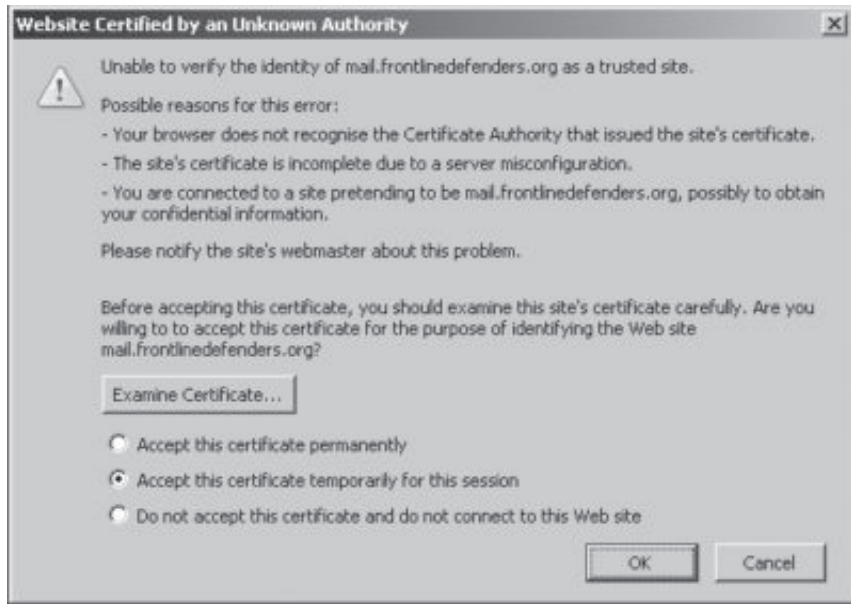 Website Certified by an Unknown Authority
Unable to verify the identity of mail.frontlinedefenders.org as a trusted site.
Possible reasons for this error:
- Your browser does not recognise the Certificate Authority that issued the site's certificate.
- The site's certificate is incomplete due to a server misconfiguration.
- You are connected to a site pretending to be mail.frontlinedefenders.org, possibly to obtain
your confidential information.
Please notify the site's webmaster about this problem.
Before accepting this certificate, you should examine this site's certificate carefully. Are you
willing to to accept this certificate for the purpose of identifying the Web site
mail.frontlinedefenders.org?
Examine Certificate...
Accept this certificate permanently
Accept this certificate temporarily for this session
Do not accept this certificate and do not connect to this Web site
OK Cancel